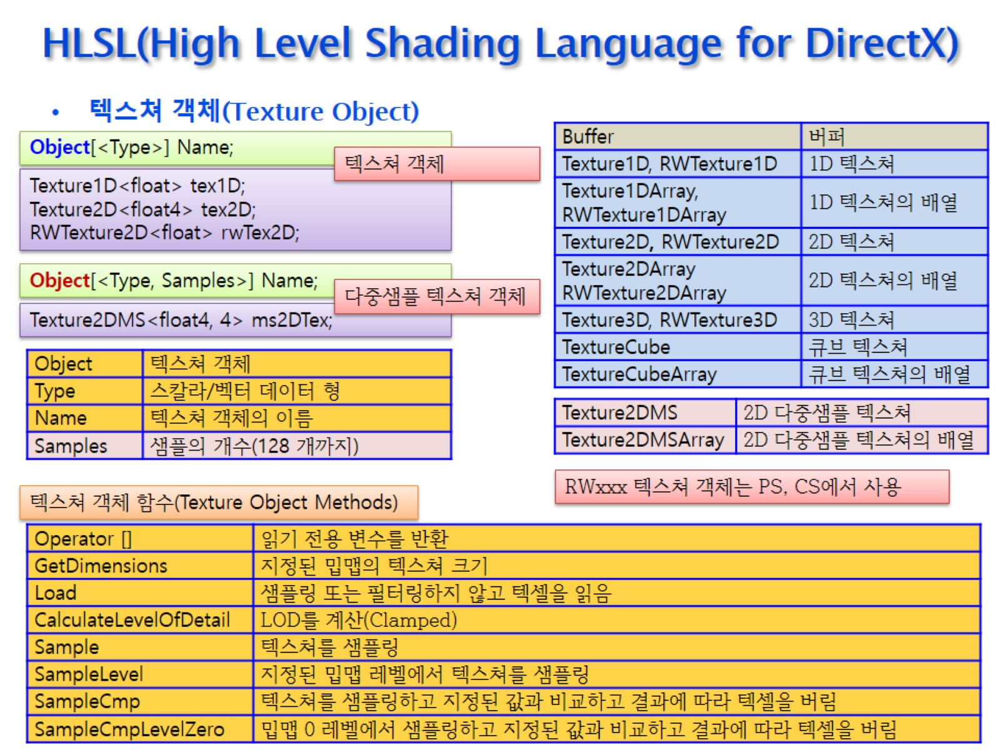 HLSL(High Level Shading Language for DirectX)
• 텍스쳐 객체(Texture Object)
Object[<Type>] Name;
텍스쳐 객체
Texture1D<float> tex1D;
Texture2D<float4> tex2D;
RWTexture2D<float> rwTex2D;
Object[<Type, Samples>] Name;
다중샘플 텍스쳐 객체
Texture2DMS<float4, 4> ms2DTex;
Object 텍스쳐 객체
Type 스칼라/벡터 데이터 형
Name 텍스쳐 객체의 이름
Samples 샘플의 개수(128 개까지)
Buffer 버퍼
Texture1D, RWTexture1D 1D 텍스쳐
Texture1DArray,
RWTexture1DArray 1D 텍스쳐의 배열
Texture2D, RWTexture2D 2D 텍스쳐
Texture2DArray
RWTexture2DArray 2D 텍스쳐의 배열
Texture3D, RWTexture3D 3D 텍스쳐
TextureCube 큐브 텍스쳐
TextureCubeArray 큐브 텍스쳐의 배열
Texture2DMS 2D 다중샘플 텍스쳐
Texture2DMSArray 2D 다중샘플 텍스쳐의 배열
RWxxx 텍스쳐 객체는 PS, CS에서 사용
텍스쳐 객체 함수(Texture Object Methods)
Operator [] 읽기 전용 변수를 반환
GetDimensions 지정된 밉맵의 텍스쳐 크기
Load 샘플링 또는 필터링하지 않고 텍셀을 읽음
CalculateLevelOfDetail LOD를 계산(Clamped)
Sample 텍스쳐를 샘플링
SampleLevel 지정된 밉맵 레벨에서 텍스쳐를 샘플링
SampleCmp 텍스쳐를 샘플링하고 지정된 값과 비교하고 결과에 따라 텍셀을 버림
SampleCmpLevelZero 밉맵 0 레벨에서 샘플링하고 지정된 값과 비교하고 결과에 따라 텍셀을 버림